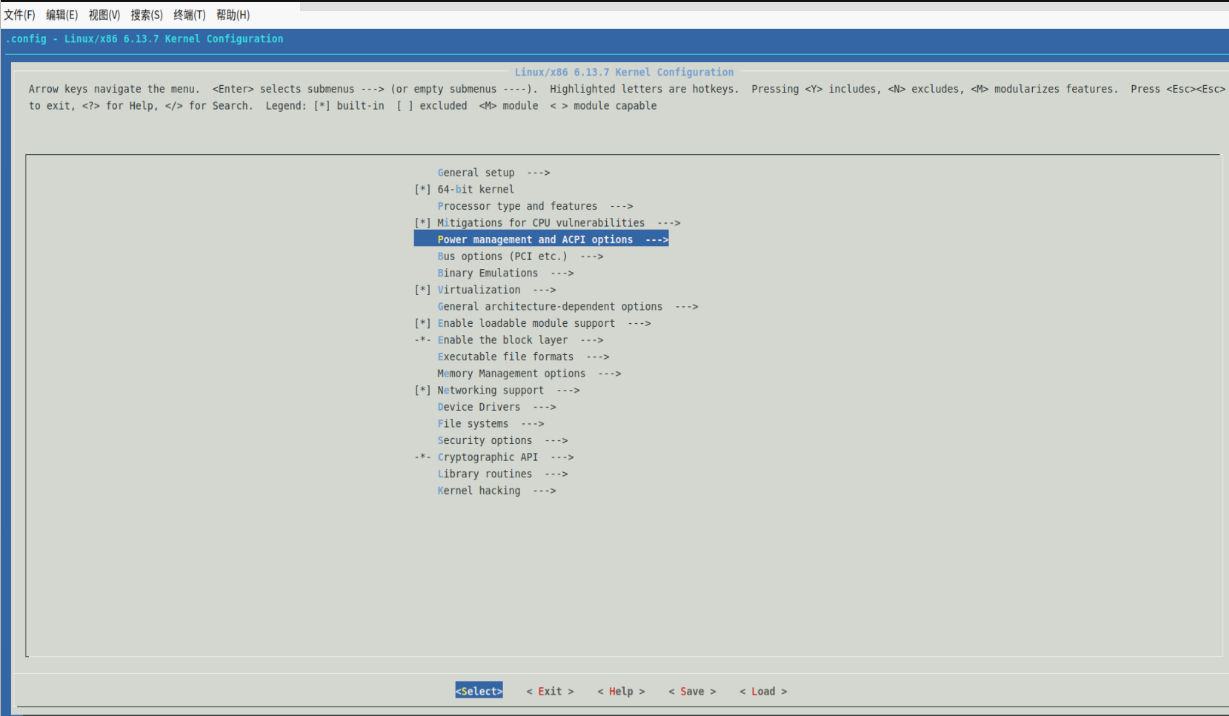 文件(F) 编辑(E) 视图(V) 搜索(S) 终端(T) 帮助(H)
.config - Linux/x86 6.13.7 Kernel Configuration
Linux/x86 6.13.7 Kernel Configuration
Arrow keys navigate the menu.  <Enter> selects submenus ---> (or empty submenus ----).  Highlighted letters are hotkeys.  Pressing <Y> includes, <N> excludes, <M> modularizes features.  Press <Esc><Esc>
to exit, <?> for Help, </> for Search.  Legend: [*] built-in  [ ] excluded  <M> module  < > module capable
General setup  --->
[*] 64-bit kernel
Processor type and features  --->
[*] Mitigations for CPU vulnerabilities  --->
Power management and ACPI options  --->
Bus options (PCI etc.)  --->
Binary Emulations  --->
[*] Virtualization  --->
General architecture-dependent options  --->
[*] Enable loadable module support  --->
-*- Enable the block layer  --->
Executable file formats  --->
Memory Management options  --->
[*] Networking support  --->
Device Drivers  --->
File systems  --->
Security options  --->
-*- Cryptographic API  --->
Library routines  --->
Kernel hacking  --->
<Select>    < Exit >    < Help >    < Save >    < Load >